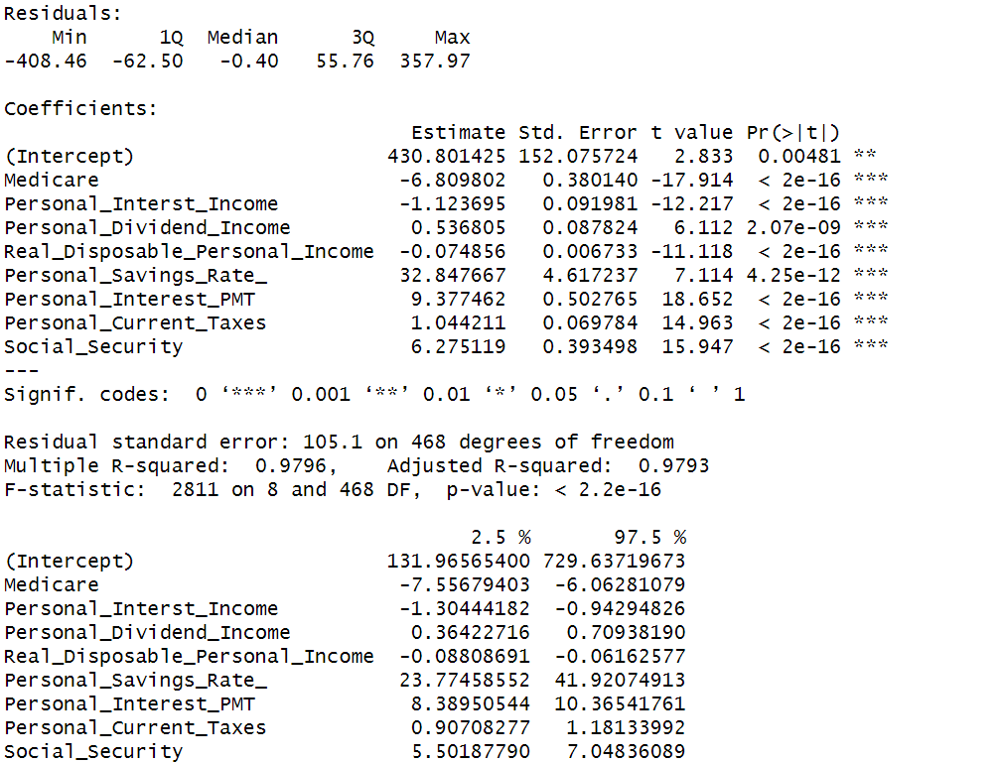 Residuals:
    Min      1Q  Median      3Q     Max
-408.46  -62.50   -0.40   55.76  357.97

Coefficients:
                                  Estimate Std. Error t value Pr(>|t|)
(Intercept)                     430.801425 152.075724   2.833  0.00481 **
Medicare                         -6.809802   0.380140 -17.914  < 2e-16 ***
Personal_Interst_Income          -1.123695   0.091981 -12.217  < 2e-16 ***
Personal_Dividend_Income          0.536805   0.087824   6.112 2.07e-09 ***
Real_Disposable_Personal_Income  -0.074856   0.006733 -11.118  < 2e-16 ***
Personal_Savings_Rate_           32.847667   4.617237   7.114 4.25e-12 ***
Personal_Interest_PMT             9.377462   0.502765  18.652  < 2e-16 ***
Personal_Current_Taxes            1.044211   0.069784  14.963  < 2e-16 ***
Social_Security                   6.275119   0.393498  15.947  < 2e-16 ***
---
Signif. codes:  0 ‘***’ 0.001 ‘**’ 0.01 ‘*’ 0.05 ‘.’ 0.1 ‘ ’ 1

Residual standard error: 105.1 on 468 degrees of freedom
Multiple R-squared:  0.9796,    Adjusted R-squared:  0.9793
F-statistic:  2811 on 8 and 468 DF,  p-value: < 2.2e-16

                                       2.5 %       97.5 %
(Intercept)                     131.96565400 729.63719673
Medicare                         -7.55679403  -6.06281079
Personal_Interst_Income          -1.30444182  -0.94294826
Personal_Dividend_Income          0.36422716   0.70938190
Real_Disposable_Personal_Income  -0.08808691  -0.06162577
Personal_Savings_Rate_           23.77458552  41.92074913
Personal_Interest_PMT             8.38950544  10.36541761
Personal_Current_Taxes            0.90708277   1.18133992
Social_Security                   5.50187790   7.04836089